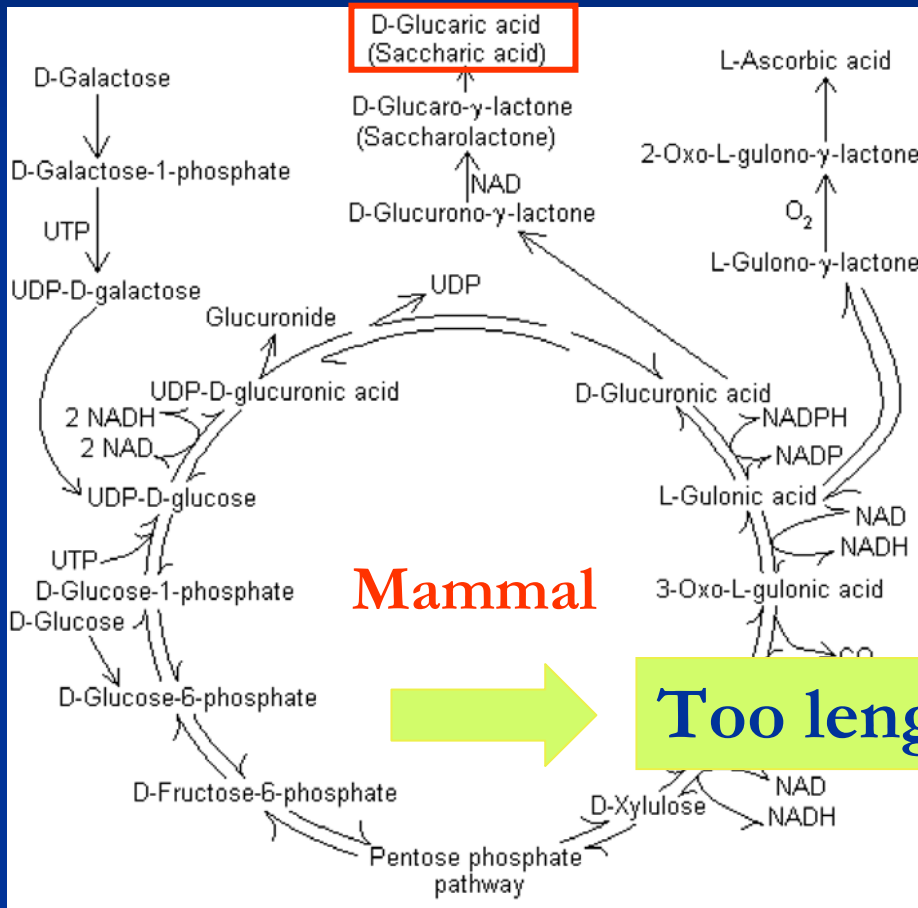 D-Glucaric acid
(Saccharic acid)
D-Galactose
L-Ascorbic acid
D-Glucaro-γ-lactone
(Saccharolactone)
2-Oxo-L-gulono-γ-lactone
D-Galactose-1-phosphate
NAD
D-Glucurono-γ-lactone
O₂
UTP
L-Gulono-γ-lactone
UDP-D-galactose
UDP
Glucuronide
UDP-D-glucuronic acid
D-Glucuronic acid
2 NADH
NADPH
2 NAD
NADP
UDP-D-glucose
L-Gulonic acid
NAD
UTP
NADH
D-Glucose-1-phosphate
Mammal
3-Oxo-L-gulonic acid
D-Glucose
D-Glucose-6-phosphate
Too
NAD
D-Fructose-6-phosphate
D-Xylulose
NADH
Pentose phosphate
pathway